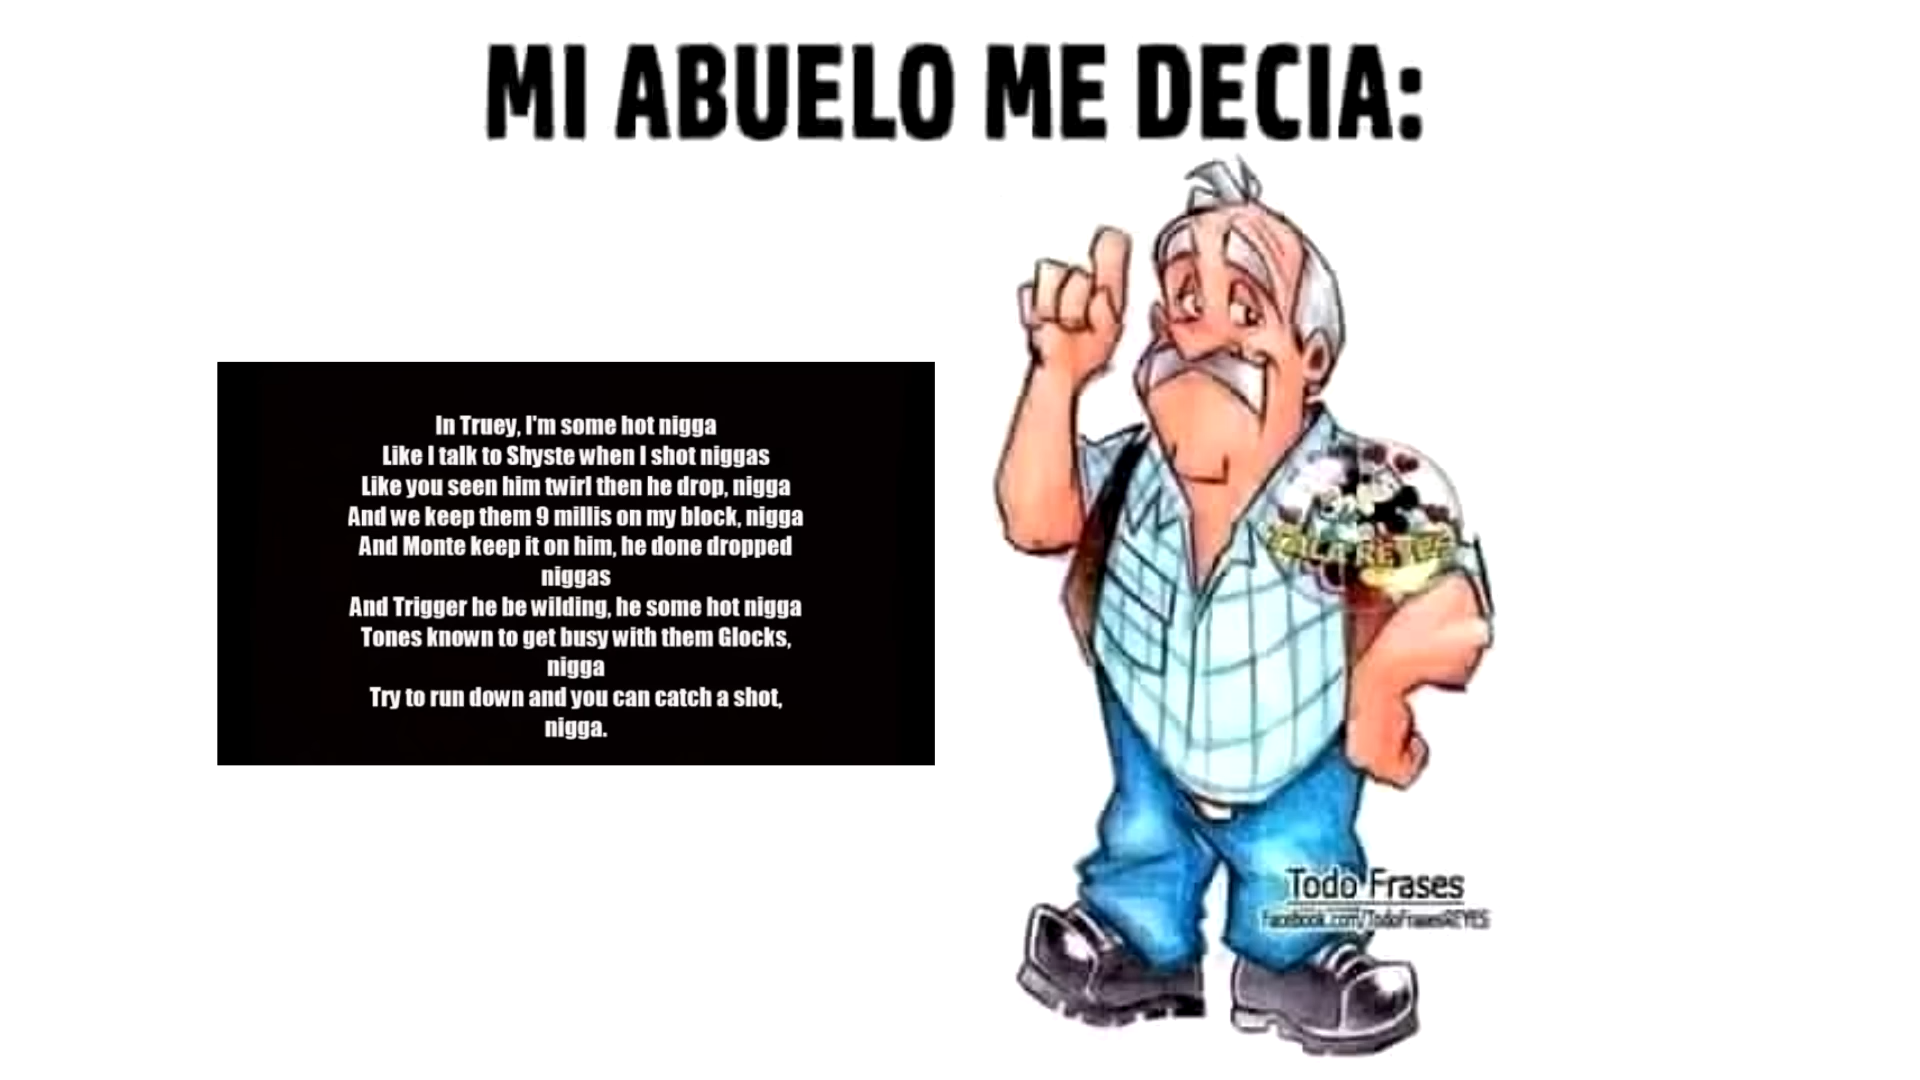 MI ABUELO ME DECIA:
In Truey, I'm some hot nigga
Like I talk to Shyste when I shot niggas
Like you seen him twirl then he drop, nigga
And we keep them 9 millis on my block, nigga
And Monte keep it on him, he done dropped
niggas
And Trigger he be wilding, he some hot nigga
Tones known to get busy with them Glocks,
nigga
Try to run down and you can catch a shot,
nigga.
Todo Frases
Facebook.com/TodoFrasesREYES